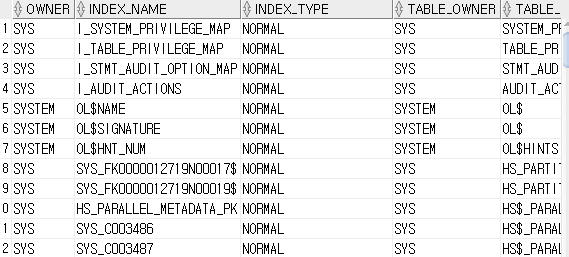 OWNER INDEX_NAME INDEX_TYPE TABLE_OWNER TABLE_
1 SYS I_SYSTEM_PRIVILEGE_MAP NORMAL SYS SYSTEM_PR
2 SYS I_TABLE_PRIVILEGE_MAP NORMAL SYS TABLE_PRI
3 SYS I_STMT_AUDIT_OPTION_MAP NORMAL SYS STMT_AUD
4 SYS I_AUDIT_ACTIONS NORMAL SYS AUDIT_ACT
5 SYSTEM OL$NAME NORMAL SYSTEM OL$
6 SYSTEM OL$SIGNATURE NORMAL SYSTEM OL$
7 SYSTEM OL$HNT_NUM NORMAL SYSTEM OL$HINTS
8 SYS SYS_FK0000012719N00017$ NORMAL SYS HS_PARTIT
9 SYS SYS_FK0000012719N00019$ NORMAL SYS HS_PARTIT
0 SYS HS_PARALLEL_METADATA_PK NORMAL SYS HS$_PARAL
1 SYS SYS_C003486 NORMAL SYS HS$_PARAL
2 SYS SYS_C003487 NORMAL SYS HS$_PARAL